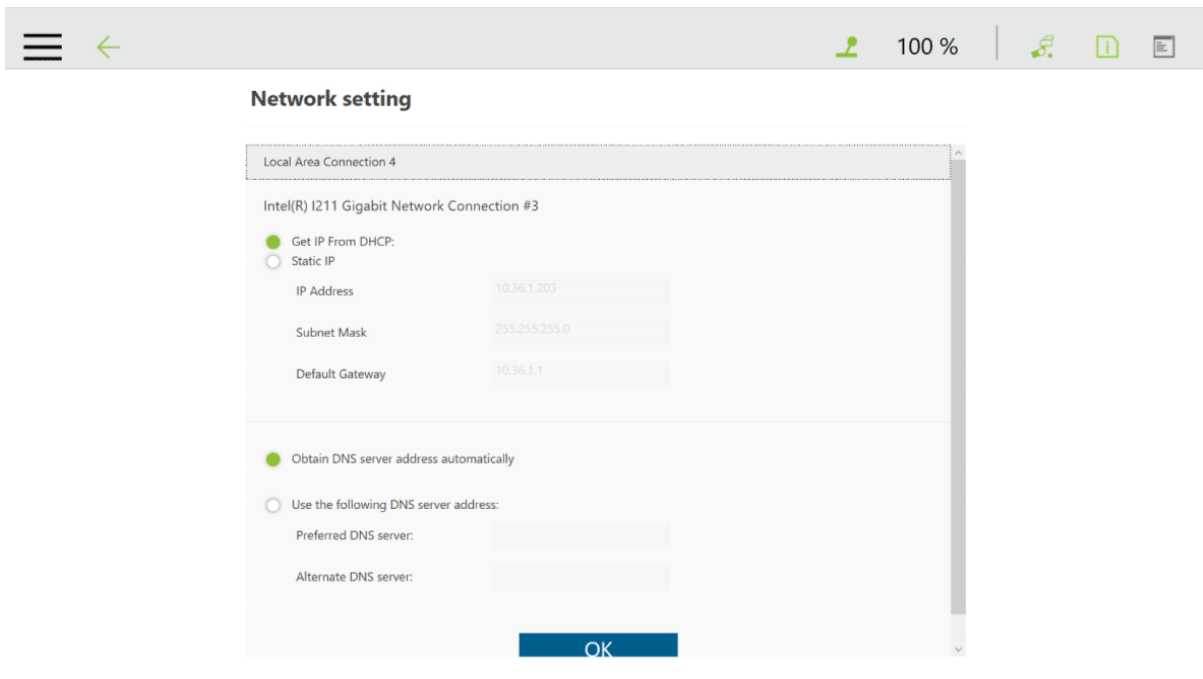 100 %
Network setting
Local Area Connection 4
Intel(R) I211 Gigabit Network Connection #3
Get IP From DHCP:
Static IP
IP Address 10.36.1.203
Subnet Mask 255.255.255.0
Default Gateway 10.36.1.1
Obtain DNS server address automatically
Use the following DNS server address:
Preferred DNS server:
Alternate DNS server:
OK